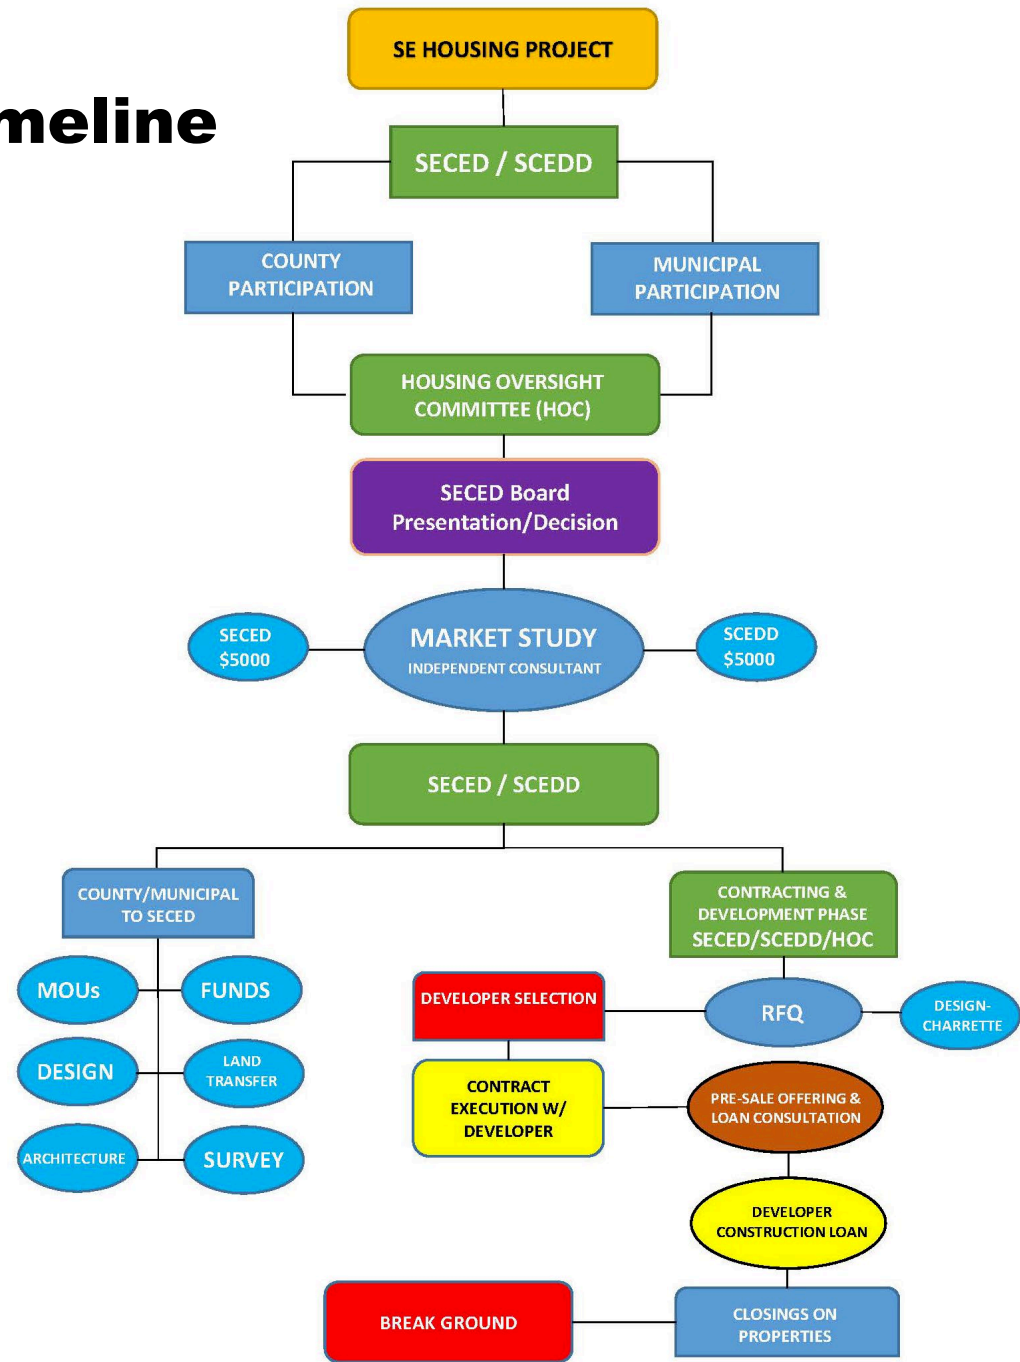 SE HOUSING PROJECT
meline
SECED / SCEDD
COUNTY
PARTICIPATION
MUNICIPAL
PARTICIPATION
HOUSING OVERSIGHT
COMMITTEE (HOC)
SECED Board
Presentation/Decision
SECED
$5000
MARKET STUDY
INDEPENDENT CONSULTANT
SCEDD
$5000
SECED / SCEDD
COUNTY/MUNICIPAL
TO SECED
MOUs
FUNDS
DESIGN
LAND
TRANSFER
ARCHITECTURE
SURVEY
CONTRACTING &
DEVELOPMENT PHASE
SECED/SCEDD/HOC
RFQ
DESIGN-
CHARRETTE
DEVELOPER SELECTION
CONTRACT
EXECUTION W/
DEVELOPER
PRE-SALE OFFERING &
LOAN CONSULTATION
DEVELOPER
CONSTRUCTION LOAN
CLOSINGS ON
PROPERTIES
BREAK GROUND